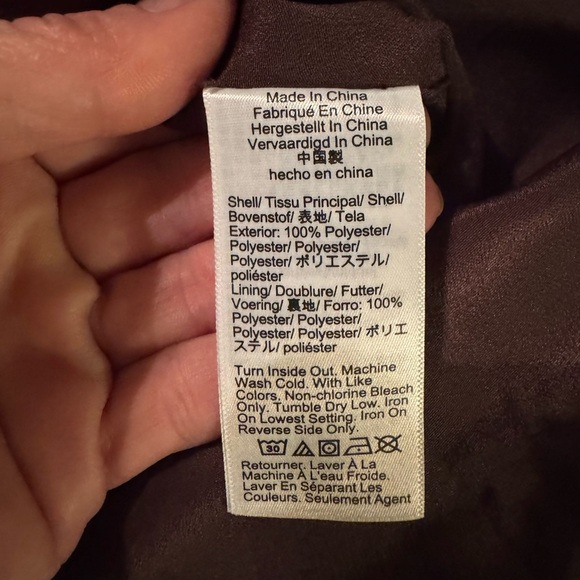 Made In China
Fabriqué En Chine
Hergestellt In China
Vervaardigd In China
中国製
hecho en china
Shell/ Tissu Principal/ Shell/
Bovenstof/ 表地/ Tela
Exterior: 100% Polyester/
Polyester/ Polyester/
Polyester/ ポリエステル/
poliéster
Lining/ Doublure/ Futter/
Voering/ 裏地/ Forro: 100%
Polyester/ Polyester/
Polyester/ Polyester/ ポリエ
ステル/ poliéster
Turn Inside Out. Machine
Wash Cold. With Like
Colors, Non-chlorine Bleach
Only. Tumble Dry Low. Iron
On Lowest Setting. Iron On
Reverse Side Only.
30
Retourner. Laver À La
Machine À L'eau Froide.
Laver En Séparant Les
Couleurs. Seulement Agent